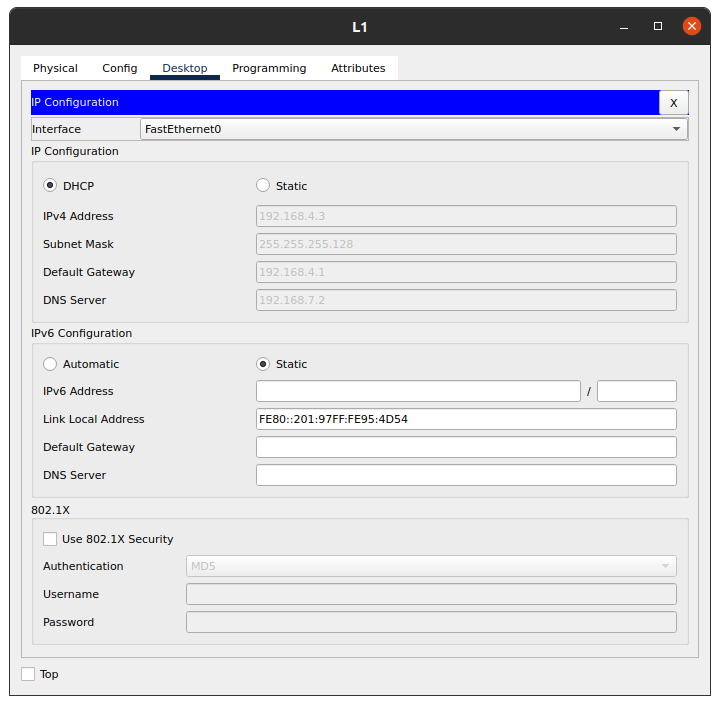 L1
Physical Config Desktop Programming Attributes
IP Configuration X
Interface FastEthernet0
IP Configuration
DHCP Static
IPv4 Address 192.168.4.3
Subnet Mask 255.255.255.128
Default Gateway 192.168.4.1
DNS Server 192.168.7.2
IPv6 Configuration
Automatic Static
IPv6 Address /
Link Local Address FE80::201:97FF:FE95:4D54
Default Gateway
DNS Server
802.1X
Use 802.1X Security
Authentication MD5
Username
Password
Top